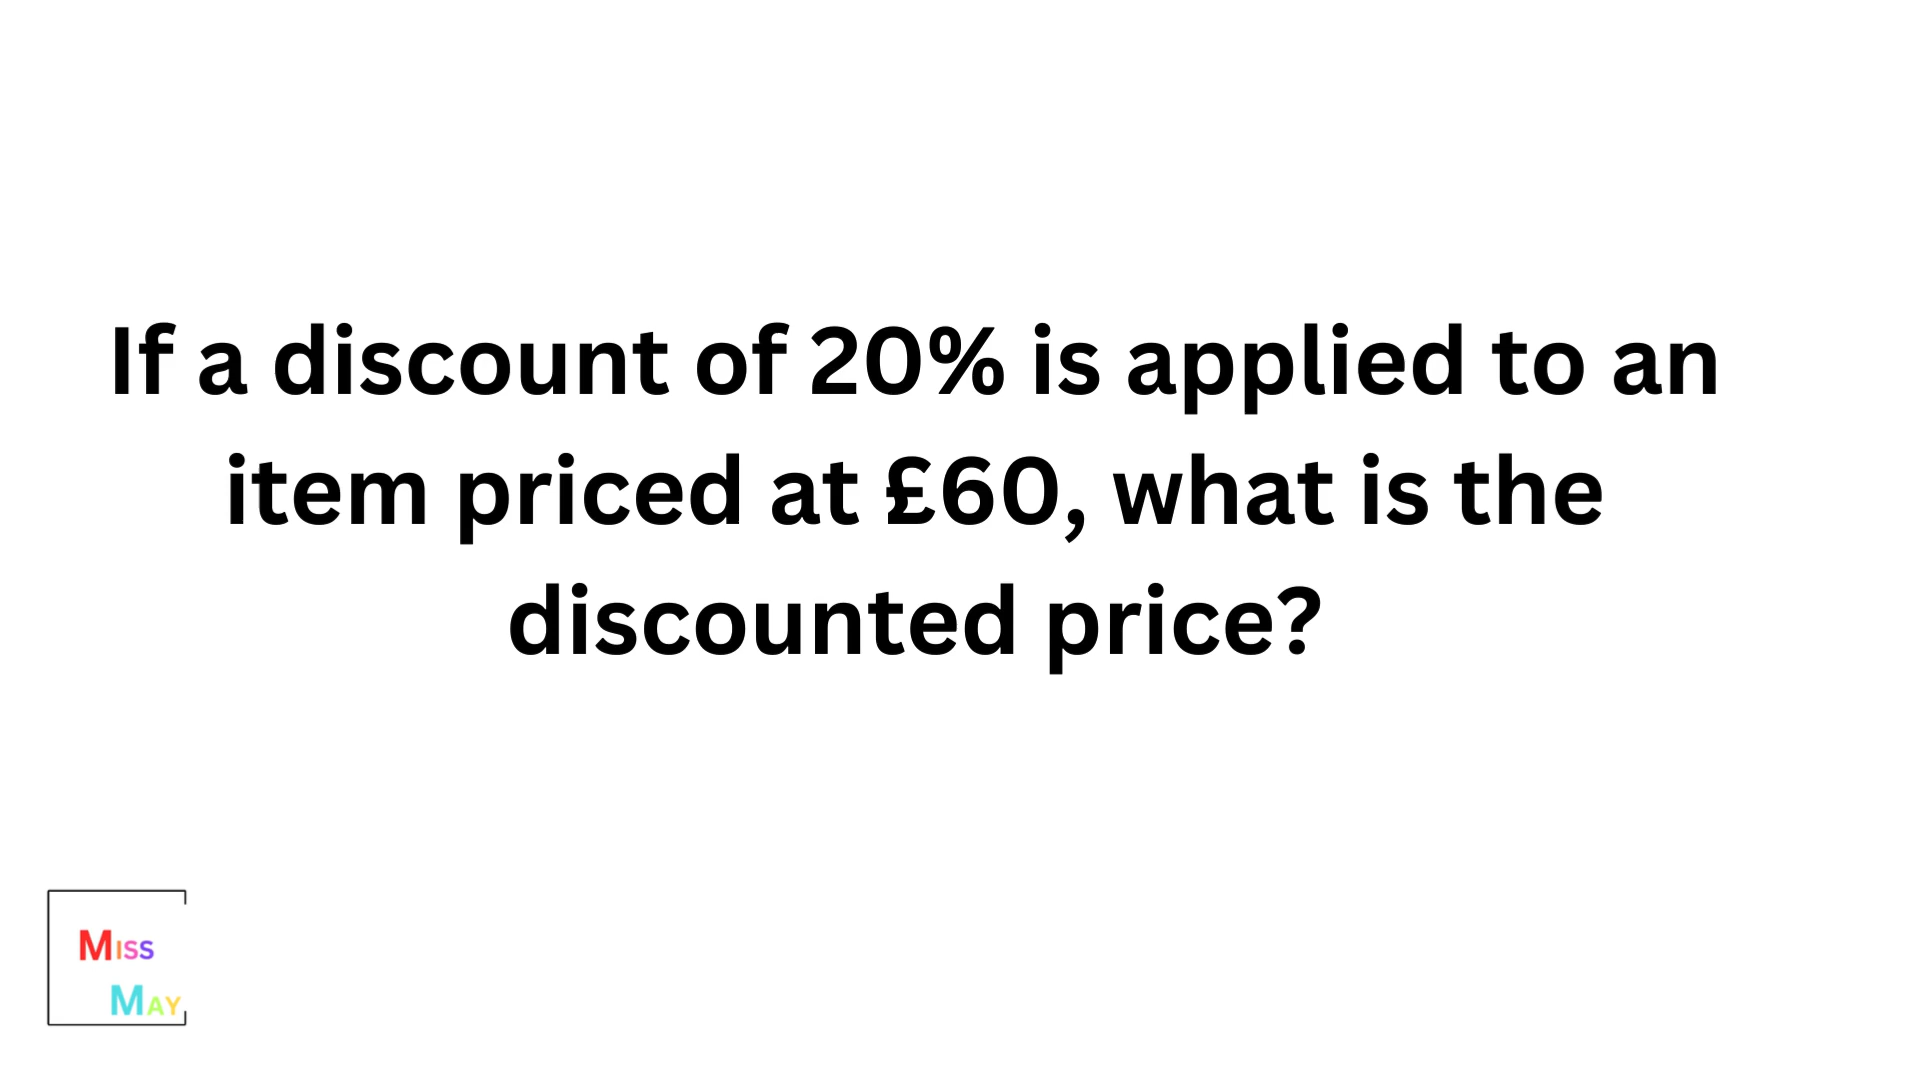 If a discount of 20% is applied to an
item priced at £60, what is the
discounted price?
MISS
MAY